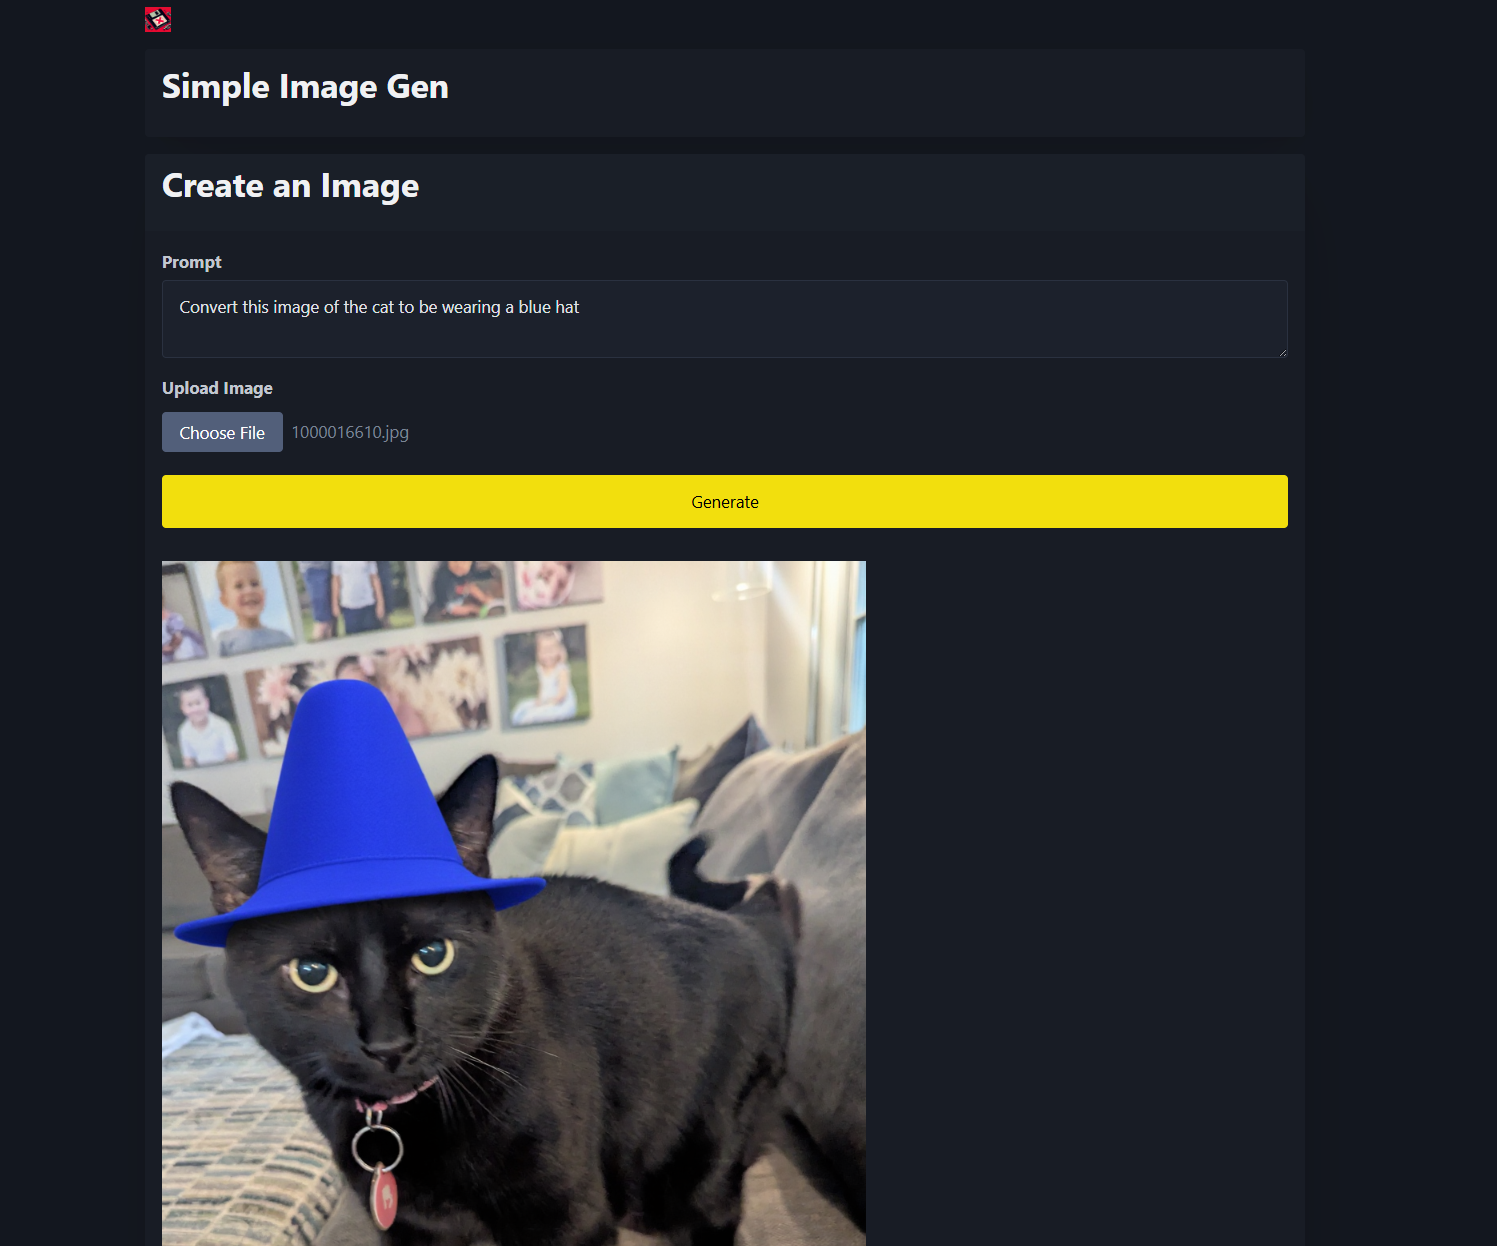 Simple Image Gen
Create an Image
Prompt
Convert this image of the cat to be wearing a blue hat
Upload Image
Choose File 1000016610.jpg
Generate